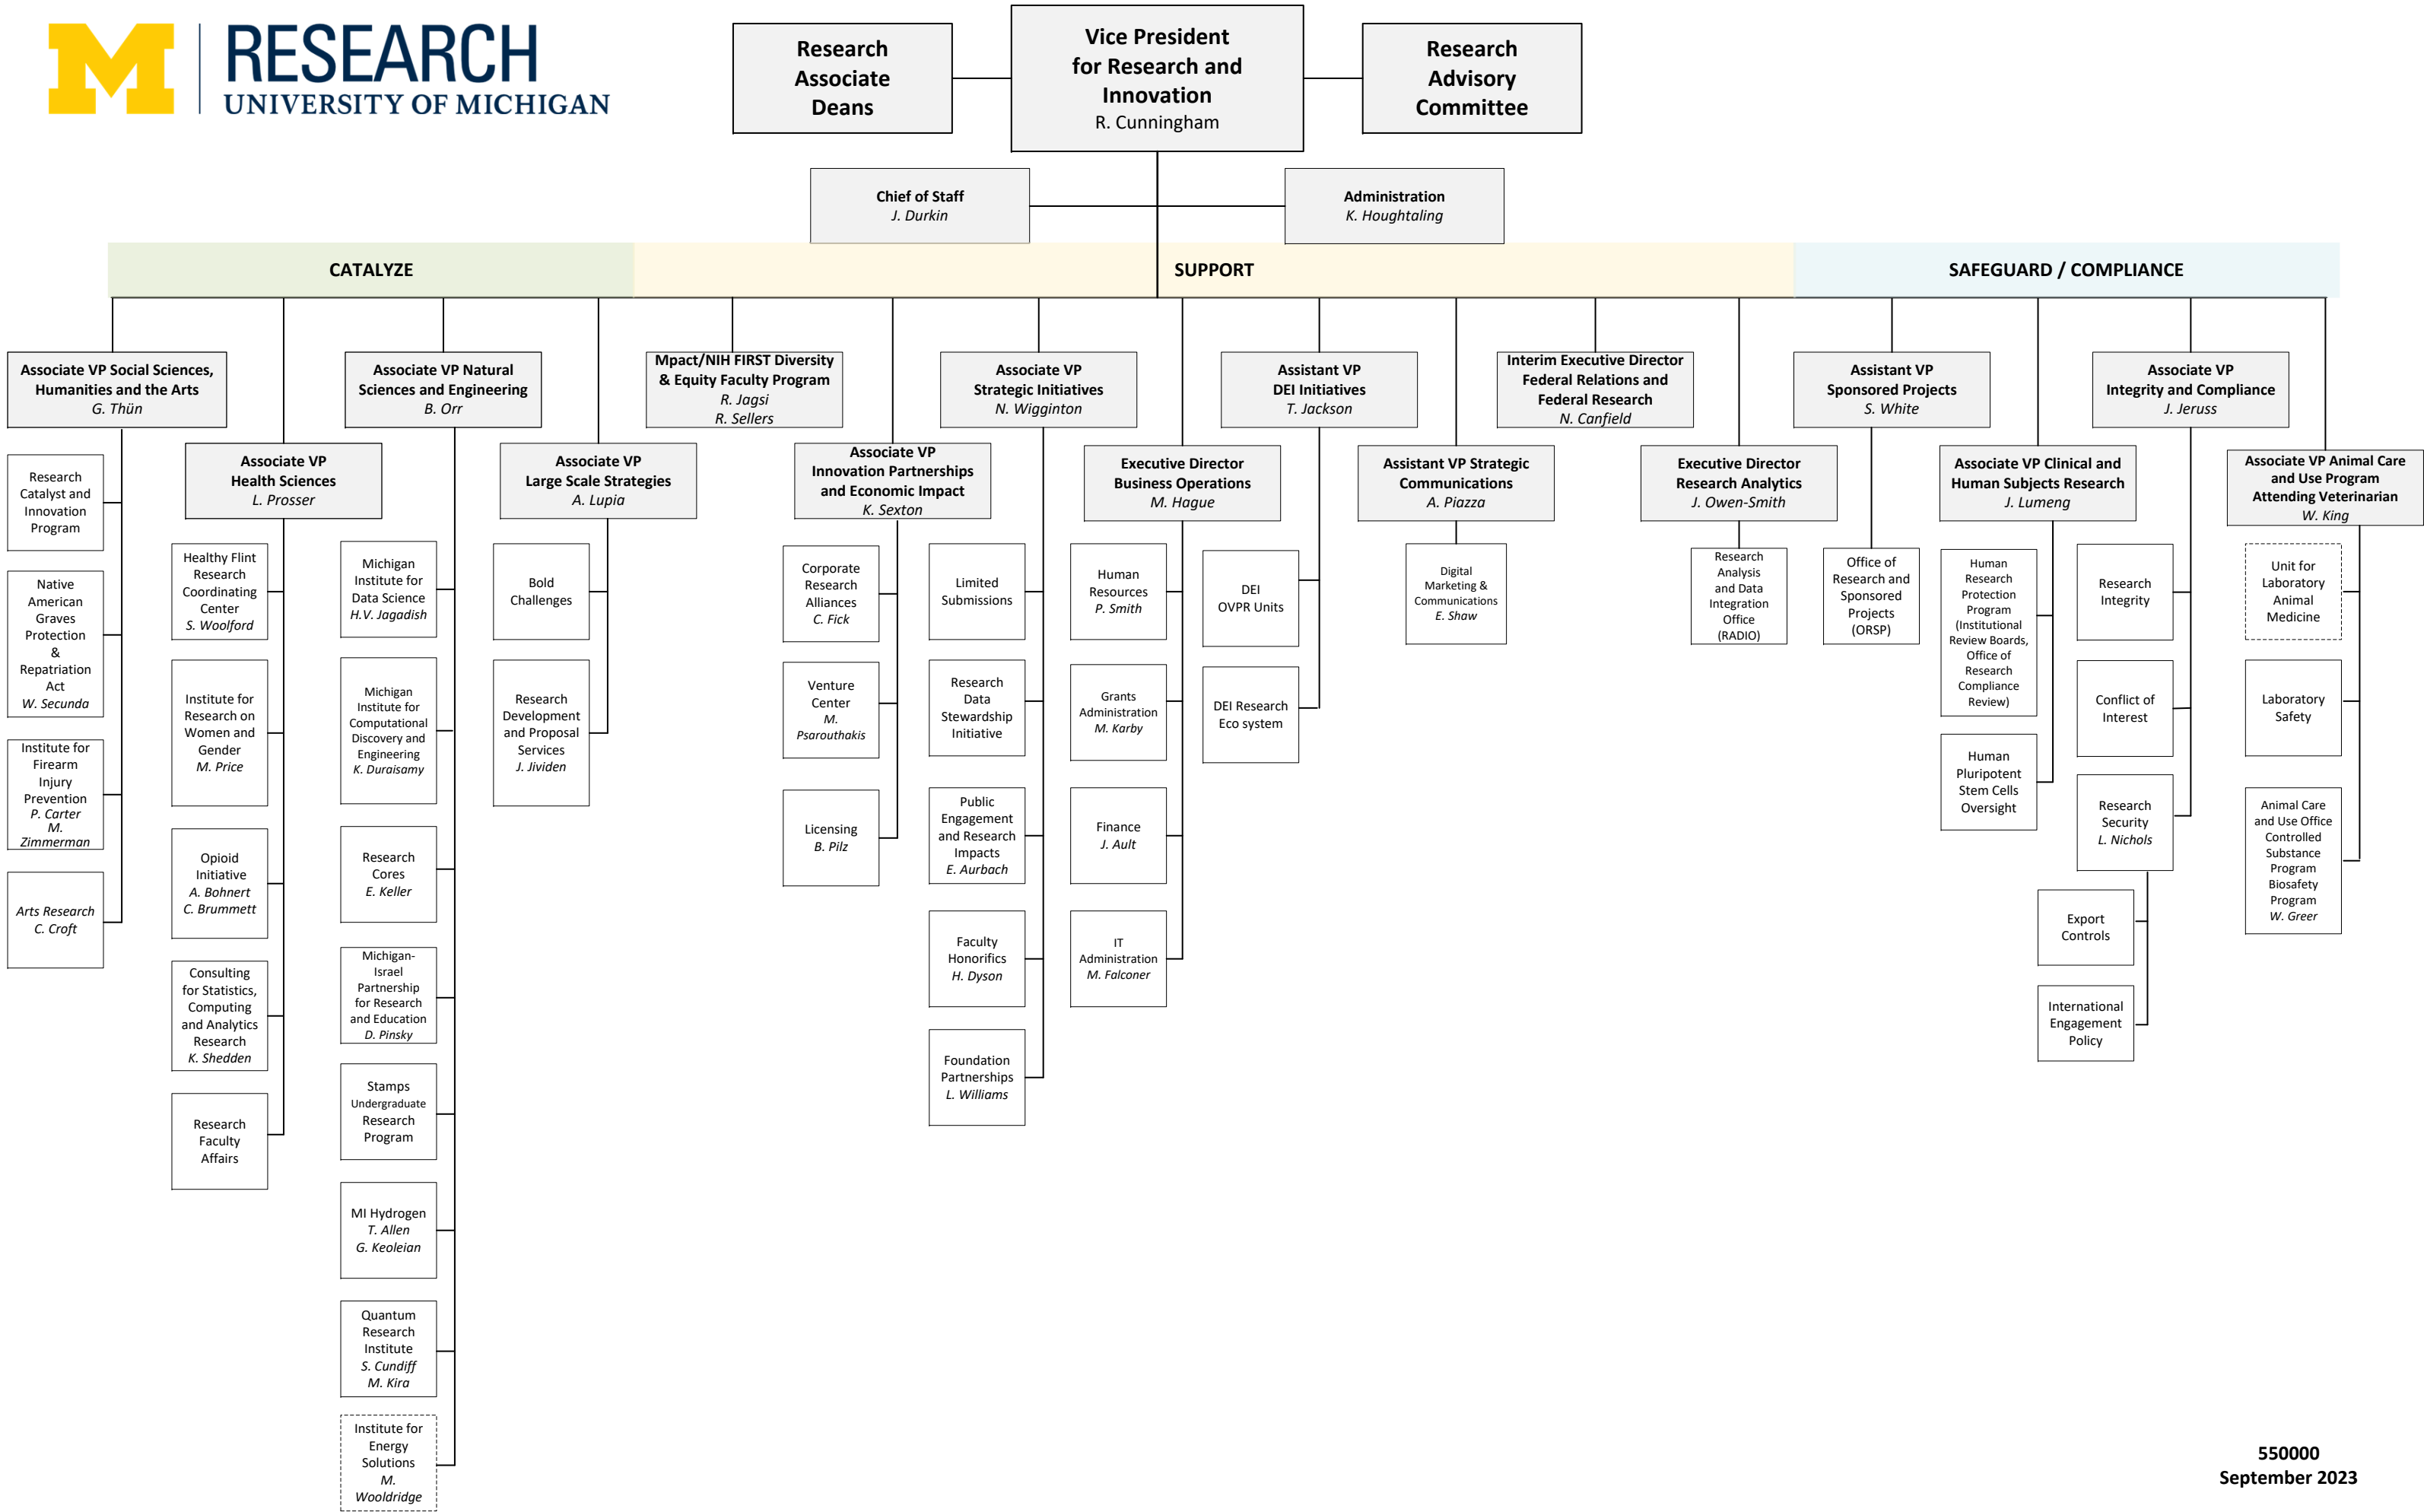 M
RESEARCH
UNIVERSITY OF MICHIGAN
Research
Associate
Deans
Vice President
for Research and
Innovation
R. Cunningham
Research
Advisory
Committee
Chief of Staff
J. Durkin
Administration
K. Houghtaling
CATALYZE
SUPPORT
SAFEGUARD / COMPLIANCE
Associate VP Social Sciences,
Humanities and the Arts
G. Thün
Research
Catalyst and
Innovation
Program
Native
American
Graves
Protection
&
Repatriation
Act
W. Secunda
Institute for
Firearm
Injury
Prevention
P. Carter
M.
Zimmerman
Arts Research
C. Croft
Associate VP
Health Sciences
L. Prosser
Healthy Flint
Research
Coordinating
Center
S. Woolford
Institute for
Research on
Women and
Gender
M. Price
Opioid
Initiative
A. Bohnert
C. Brummett
Consulting
for Statistics,
Computing
and Analytics
Research
K. Shedden
Research
Faculty
Affairs
Associate VP Natural
Sciences and Engineering
B. Orr
Michigan
Institute for
Data Science
H.V. Jagadish
Michigan
Institute for
Computational
Discovery and
Engineering
K. Duraisamy
Research
Cores
E. Keller
Michigan-
Israel
Partnership
for Research
and Education
D. Pinsky
Stamps
Undergraduate
Research
Program
MI Hydrogen
T. Allen
G. Keoleian
Quantum
Research
Institute
S. Cundiff
M. Kira
Institute for
Energy
Solutions
M.
Wooldridge
Associate VP
Large Scale Strategies
A. Lupia
Bold
Challenges
Research
Development
and Proposal
Services
J. Jividen
Mpact/NIH FIRST Diversity
& Equity Faculty Program
R. Jagsi
R. Sellers
Associate VP
Innovation Partnerships
and Economic Impact
K. Sexton
Corporate
Research
Alliances
C. Fick
Venture
Center
M.
Psarouthakis
Licensing
B. Pilz
Associate VP
Strategic Initiatives
N. Wigginton
Limited
Submissions
Research
Data
Stewardship
Initiative
Public
Engagement
and Research
Impacts
E. Aurbach
Faculty
Honorifics
H. Dyson
Foundation
Partnerships
L. Williams
Executive Director
Business Operations
M. Hague
Human
Resources
P. Smith
Grants
Administration
M. Karby
Finance
J. Ault
IT
Administration
M. Falconer
Assistant VP
DEI Initiatives
T. Jackson
DEI
OVPR Units
DEI Research
Eco system
Assistant VP Strategic
Communications
A. Piazza
Digital
Marketing &
Communications
E. Shaw
Interim Executive Director
Federal Relations and
Federal Research
N. Canfield
Executive Director
Research Analytics
J. Owen-Smith
Research
Analysis
and Data
Integration
Office
(RADIO)
Assistant VP
Sponsored Projects
S. White
Office of
Research and
Sponsored
Projects
(ORSP)
Associate VP Clinical and
Human Subjects Research
J. Lumeng
Human
Research
Protection
Program
(Institutional
Review Boards,
Office of
Research
Compliance
Review)
Human
Pluripotent
Stem Cells
Oversight
Associate VP
Integrity and Compliance
J. Jeruss
Research
Integrity
Conflict of
Interest
Research
Security
L. Nichols
Export
Controls
International
Engagement
Policy
Associate VP Animal Care
and Use Program
Attending Veterinarian
W. King
Unit for
Laboratory
Animal
Medicine
Laboratory
Safety
Animal Care
and Use Office
Controlled
Substance
Program
Biosafety
Program
W. Greer
550000
September 2023